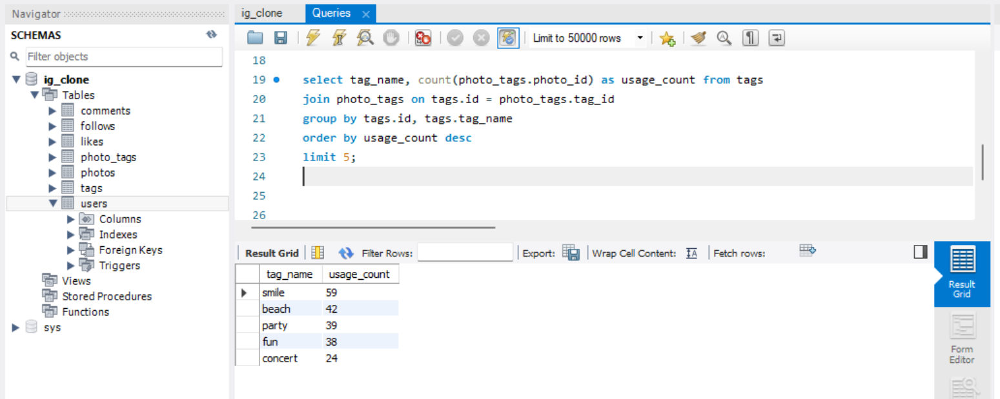 Navigator
SCHEMAS
Filter objects
ig_clone
Tables
comments
follows
likes
photo_tags
photos
tags
users
Columns
Indexes
Foreign Keys
Triggers
Views
Stored Procedures
Functions
sys
ig_clone Queries
Limit to 50000 rows
18
19 select tag_name, count(photo_tags.photo_id) as usage_count from tags
20 join photo_tags on tags.id = photo_tags.tag_id
21 group by tags.id, tags.tag_name
22 order by usage_count desc
23 limit 5;
24
25
26
Result Grid Filter Rows: Export: Wrap Cell Content: Fetch rows:
tag_name usage_count
smile 59
beach 42
party 39
fun 38
concert 24
Result
Grid
Form
Editor